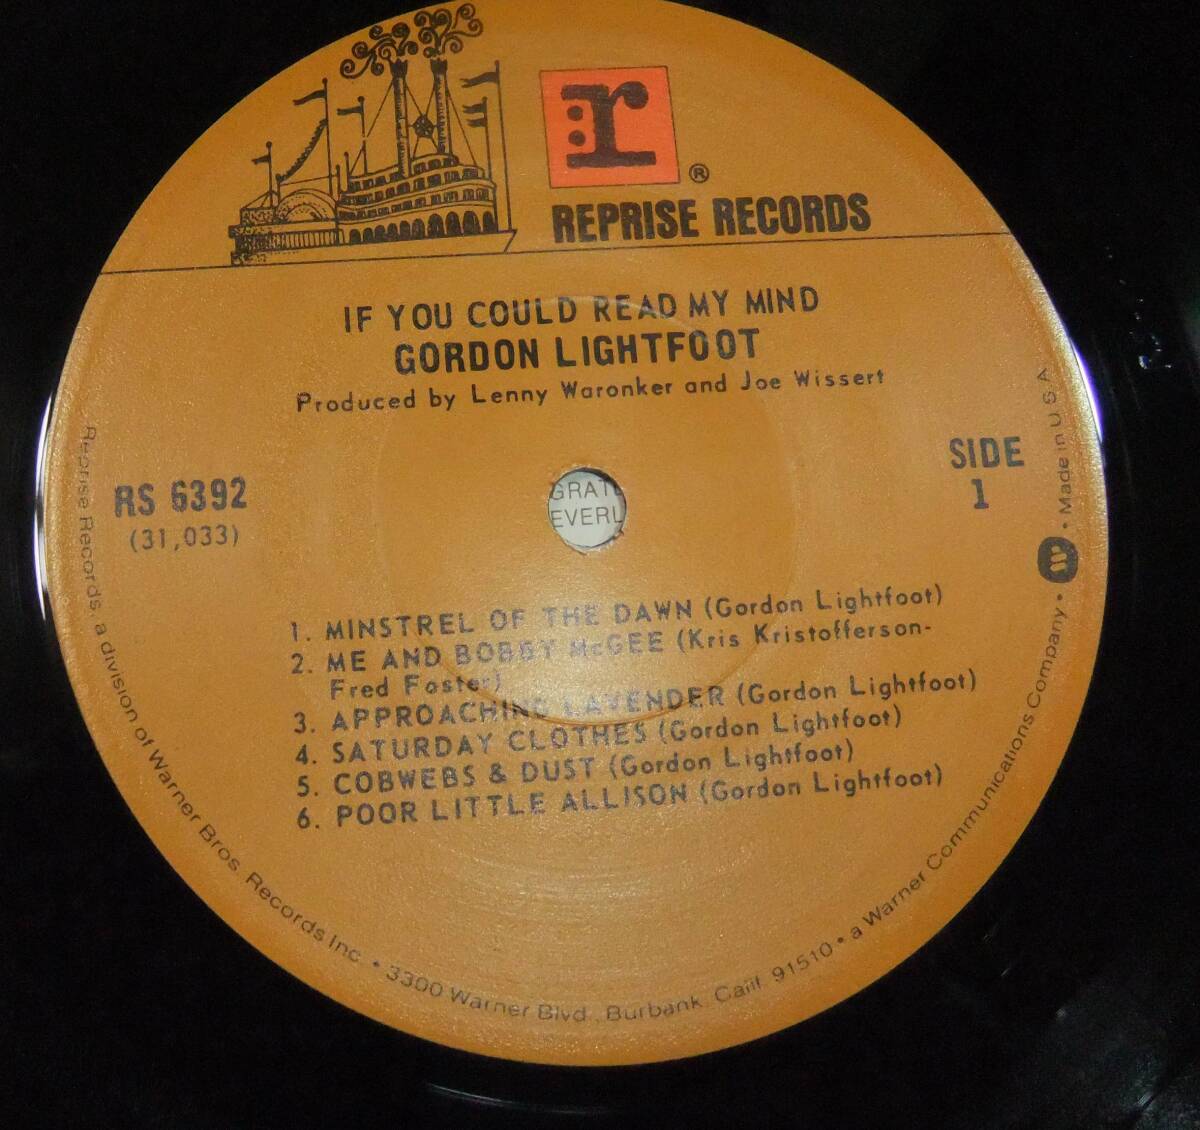 r
®
REPRISE RECORDS
IF YOU COULD READ MY MIND
GORDON LIGHTFOOT
Produced by Lenny Waronker and Joe Wissert
RS 6392
(31,033)
SIDE
1
GRATE
EVERL
1. MINSTREL OF THE DAWN (Gordon Lightfoot)
2. ME AND BOBBY McGEE (Kris Kristofferson-
Fred Foster)
3. APPROACHING LAVENDER (Gordon Lightfoot)
4. SATURDAY CLOTHES (Gordon Lightfoot)
5. COBWEBS & DUST (Gordon Lightfoot)
6. POOR LITTLE ALLISON (Gordon Lightfoot)
Reprise Records, a division of Warner Bros. Records Inc. • 3300 Warner Blvd., Burbank, Calif. 91510 • a Warner Communications Company • W • Made in U.S.A.